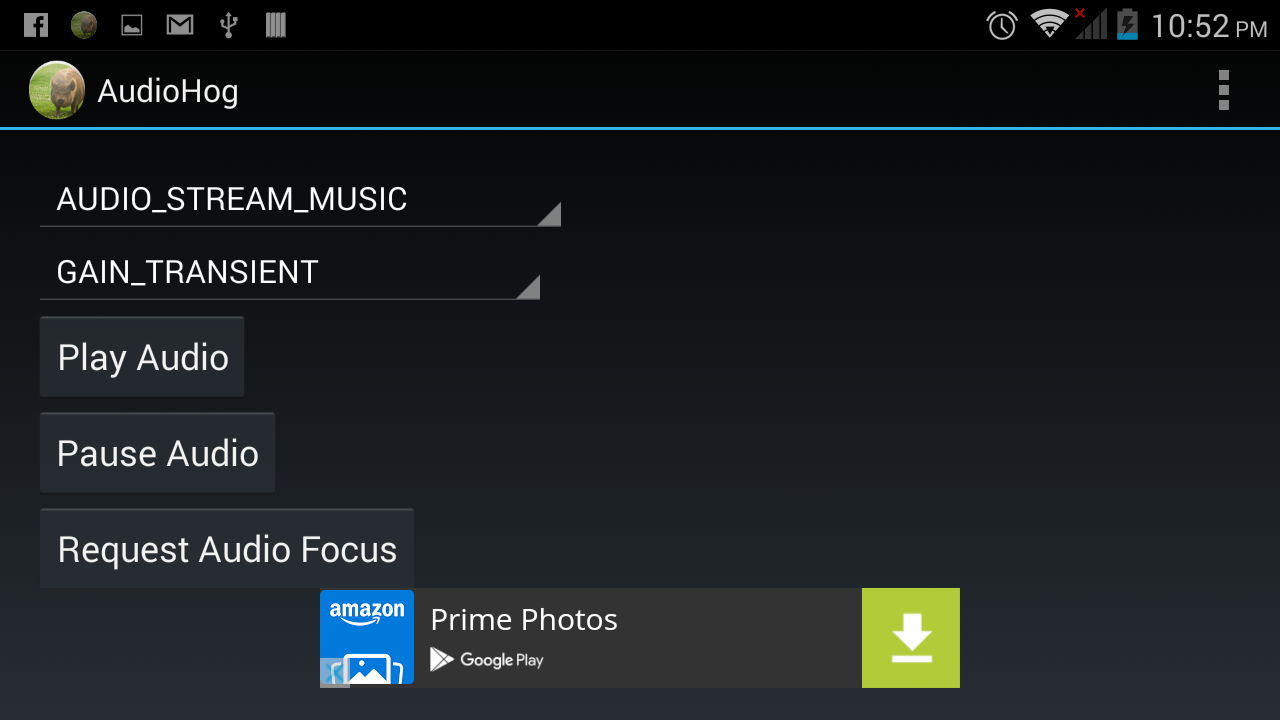 10:52 PM
AudioHog
AUDIO_STREAM_MUSIC
GAIN_TRANSIENT
Play Audio
Pause Audio
Request Audio Focus
amazon
Prime Photos
Google Play